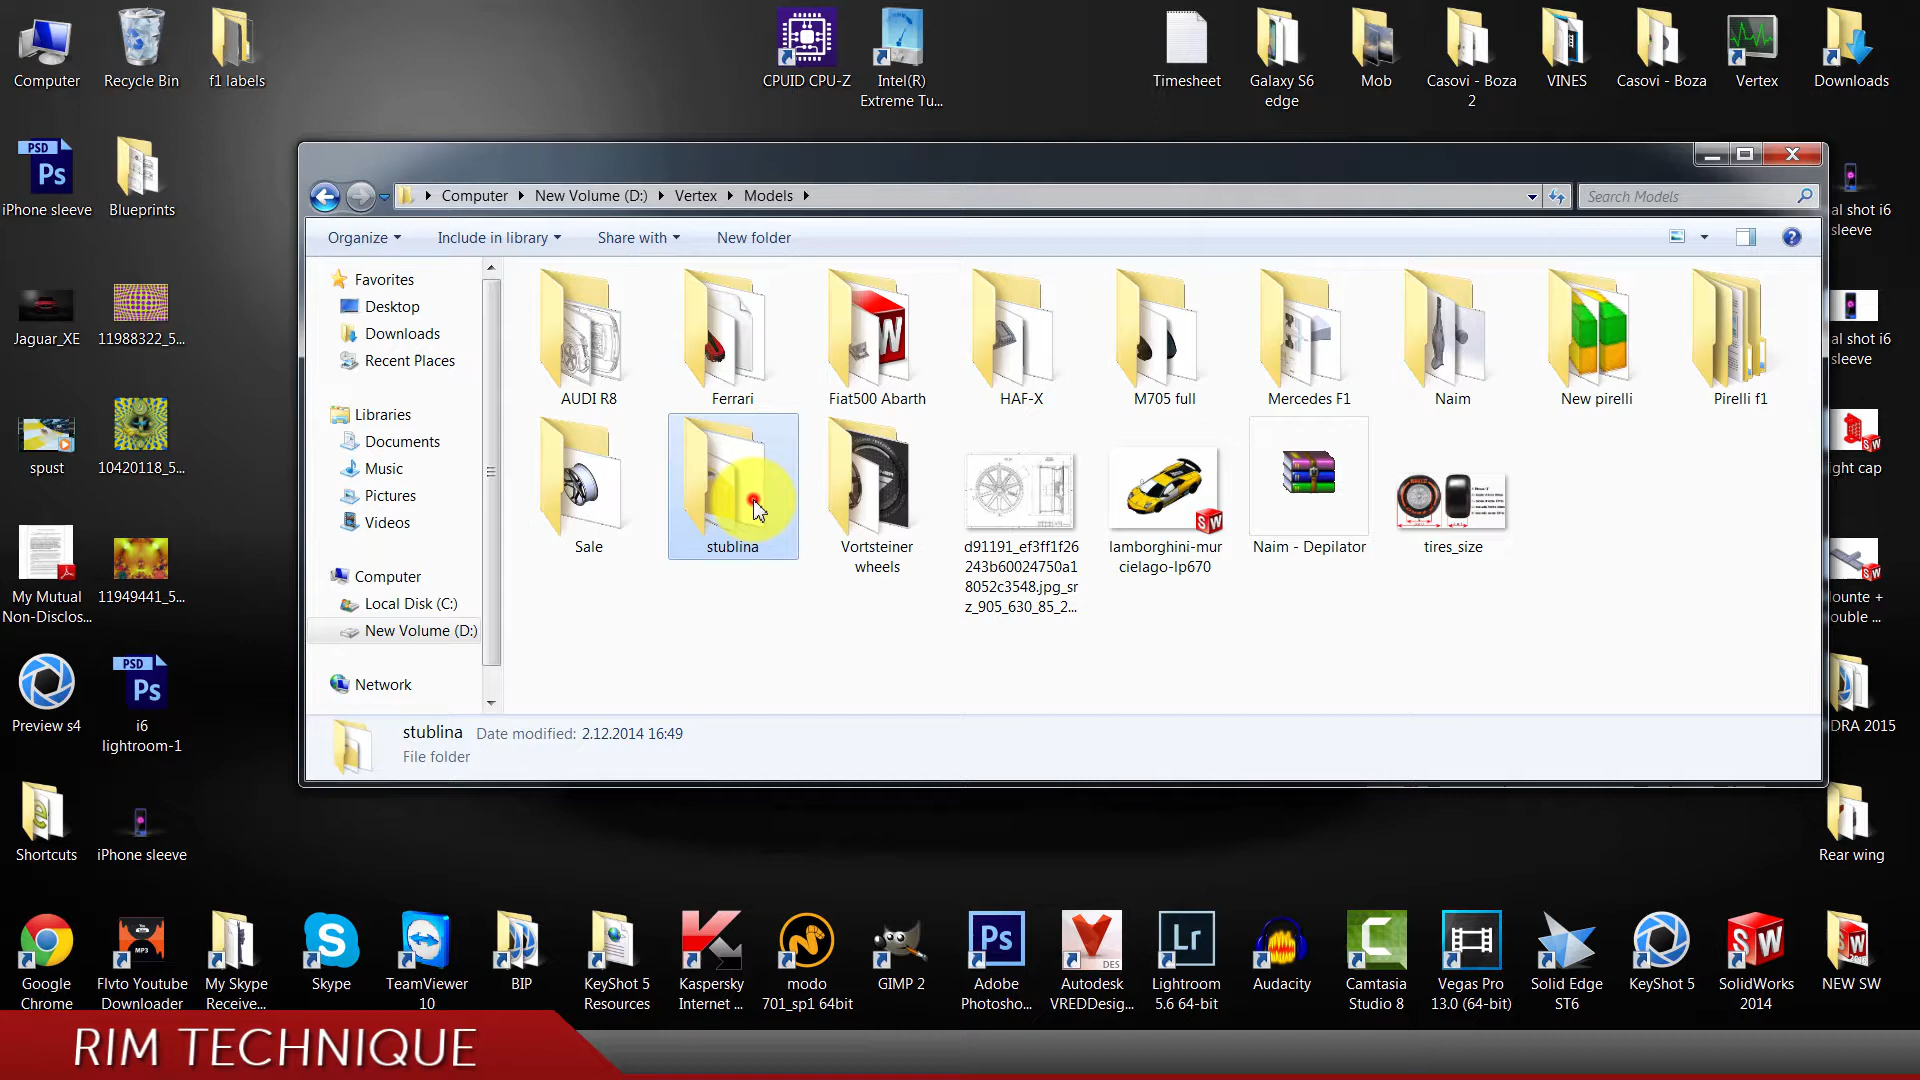 Computer
Recycle Bin
f1 labels
CPUID CPU-Z
Intel(R)
Extreme Tu...
Timesheet
Galaxy S6
edge
Mob
Casovi - Boza
2
VINES
Casovi - Boza
Vertex
Downloads
PSD
Ps
iPhone sleeve
Blueprints
Jaguar_XE
11988322_5...
spust
10420118_5...
My Mutual
Non-Disclos...
11949441_5...
Preview s4
PSD
Ps
i6
lightroom-1
Shortcuts
iPhone sleeve
Computer
New Volume (D:)
Vertex
Models
Search Models
Organize
Include in library
Share with
New folder
Favorites
Desktop
Downloads
Recent Places
Libraries
Documents
Music
Pictures
Videos
Computer
Local Disk (C:)
New Volume (D:)
Network
AUDI R8
Ferrari
Fiat500 Abarth
HAF-X
M705 full
Mercedes F1
Naim
New pirelli
Pirelli f1
Sale
stublina
Vortsteiner
wheels
d91191_ef3ff1f26
243b60024750a1
8052c3548.jpg_sr
z_905_630_85_2...
lamborghini-mur
cielago-lp670
Naim - Depilator
tires_size
stublina
Date modified: 2.12.2014 16:49
File folder
al shot i6
sleeve
al shot i6
sleeve
ght cap
lounte +
ouble ...
DRA 2015
Rear wing
Google
Chrome
Flvto Youtube
Downloader
My Skype
Receive...
Skype
TeamViewer
10
BIP
KeyShot 5
Resources
Kaspersky
Internet ...
modo
701_sp1 64bit
GIMP 2
Adobe
Photosho...
Autodesk
VREDDesig...
Lightroom
5.6 64-bit
Audacity
Camtasia
Studio 8
Vegas Pro
13.0 (64-bit)
Solid Edge
ST6
KeyShot 5
SolidWorks
2014
NEW SW
RIM TECHNIQUE